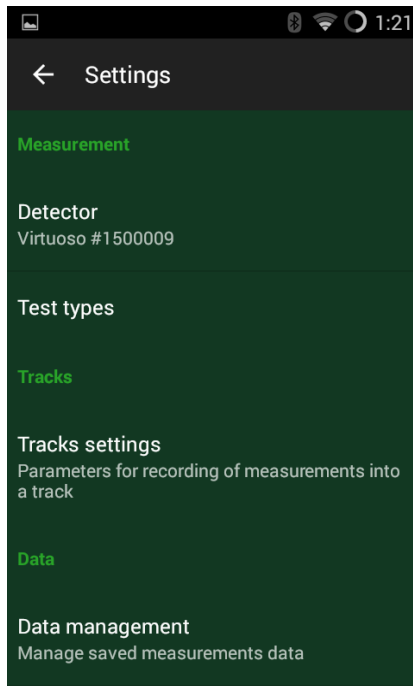 1:21
Settings
Measurement
Detector
Virtuoso #1500009
Test types
Tracks
Tracks settings
Parameters for recording of measurements into
a track
Data
Data management
Manage saved measurements data